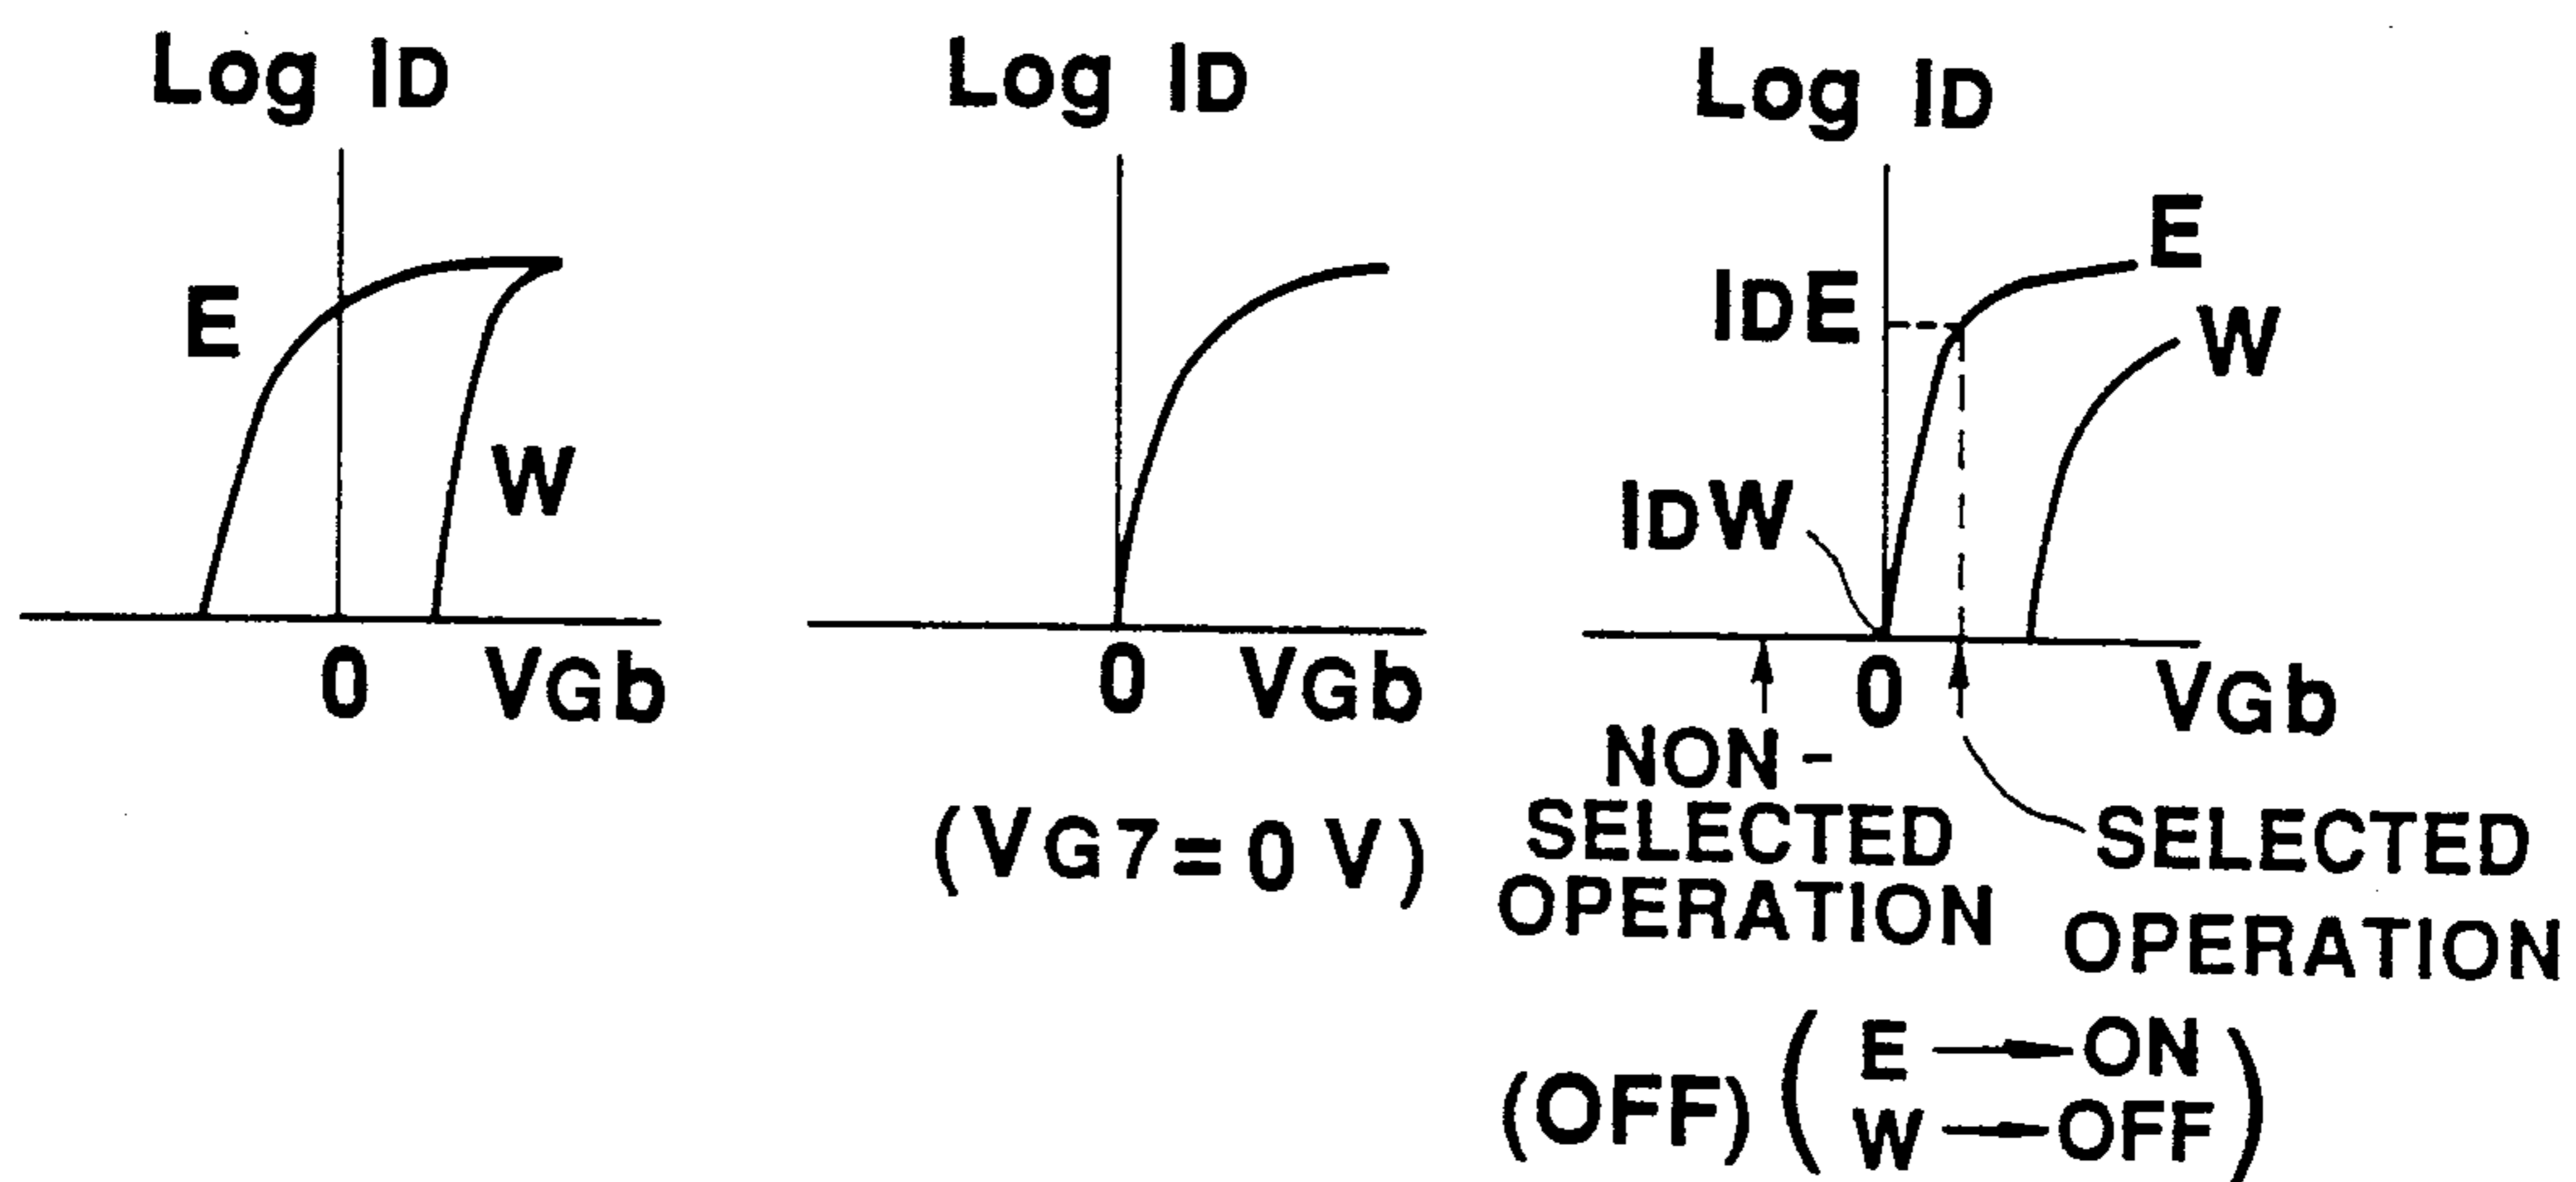 Log ID
E
W
0 VGb
Log ID
0 VGb
(VG7=0 V)
Log ID
E
IDE
W
IDW
0
VGb
NON-
SELECTED
OPERATION
SELECTED
OPERATION
(OFF)
E → ON
W → OFF